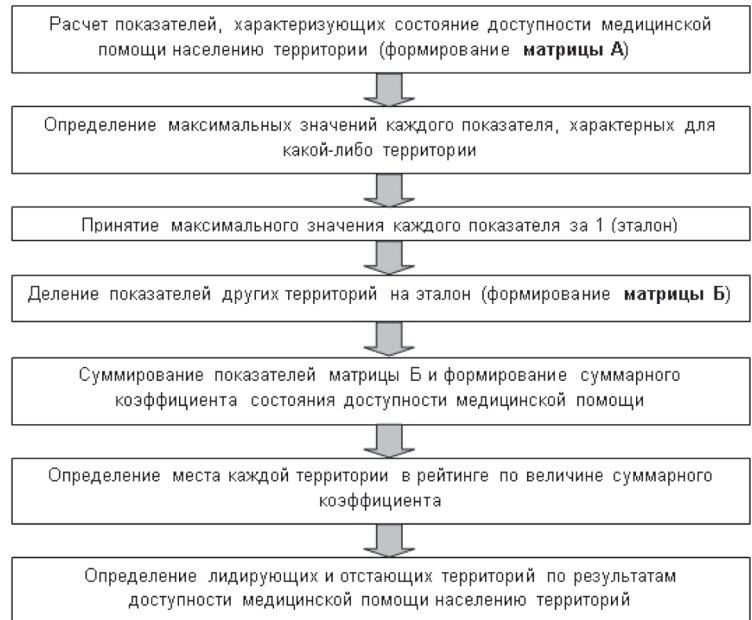 Расчет показателей, характеризующих состояние доступности медицинской
помощи населению территории (формирование матрицы А)
Определение максимальных значений каждого показателя, характерных для
какой-либо территории
Принятие максимального значения каждого показателя за 1 (эталон)
Деление показателей других территорий на эталон (формирование матрицы Б)
Суммирование показателей матрицы Б и формирование суммарного
коэффициента состояния доступности медицинской помощи
Определение места каждой территории в рейтинге по величине суммарного
коэффициента
Определение лидирующих и отстающих территорий по результатам
доступности медицинской помощи населению территорий